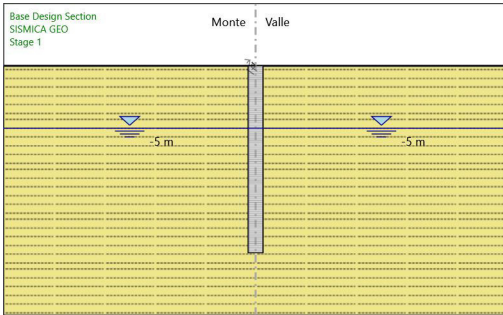 Base Design Section
SISMICA GEO
Stage 1
Monte Valle
-5 m -5 m